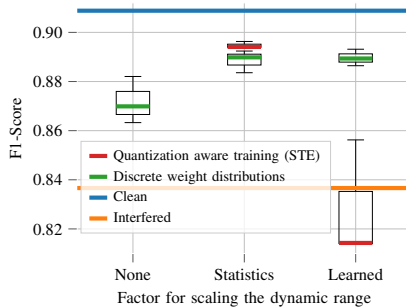 F1-Score
0.90
0.88
0.86
0.84
0.82
Quantization aware training (STE)
Discrete weight distributions
Clean
Interfered
None Statistics Learned
Factor for scaling the dynamic range